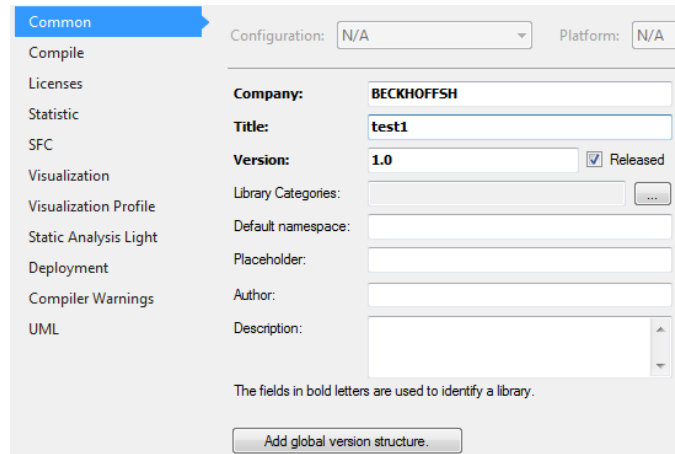 Common
Compile
Licenses
Statistic
SFC
Visualization
Visualization Profile
Static Analysis Light
Deployment
Compiler Warnings
UML
Configuration: N/A Platform: N/A
Company: BECKHOFFSH
Title: test1
Version: 1.0 Released
Library Categories: ...
Default namespace:
Placeholder:
Author:
Description:
The fields in bold letters are used to identify a library.
Add global version structure.